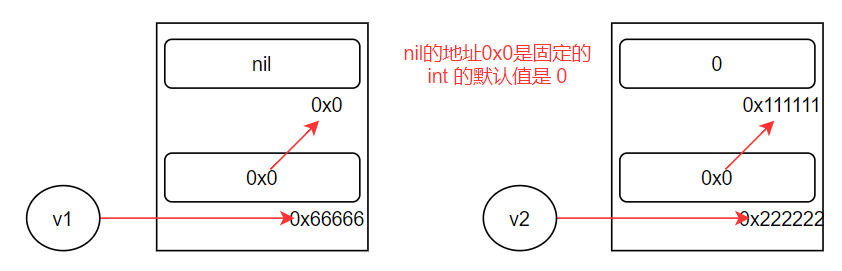 nil
0x0
0x0
v1
0x66666
nil的地址0x0是固定的
int 的默认值是 0
0
0x111111
0x0
v2
0x222222